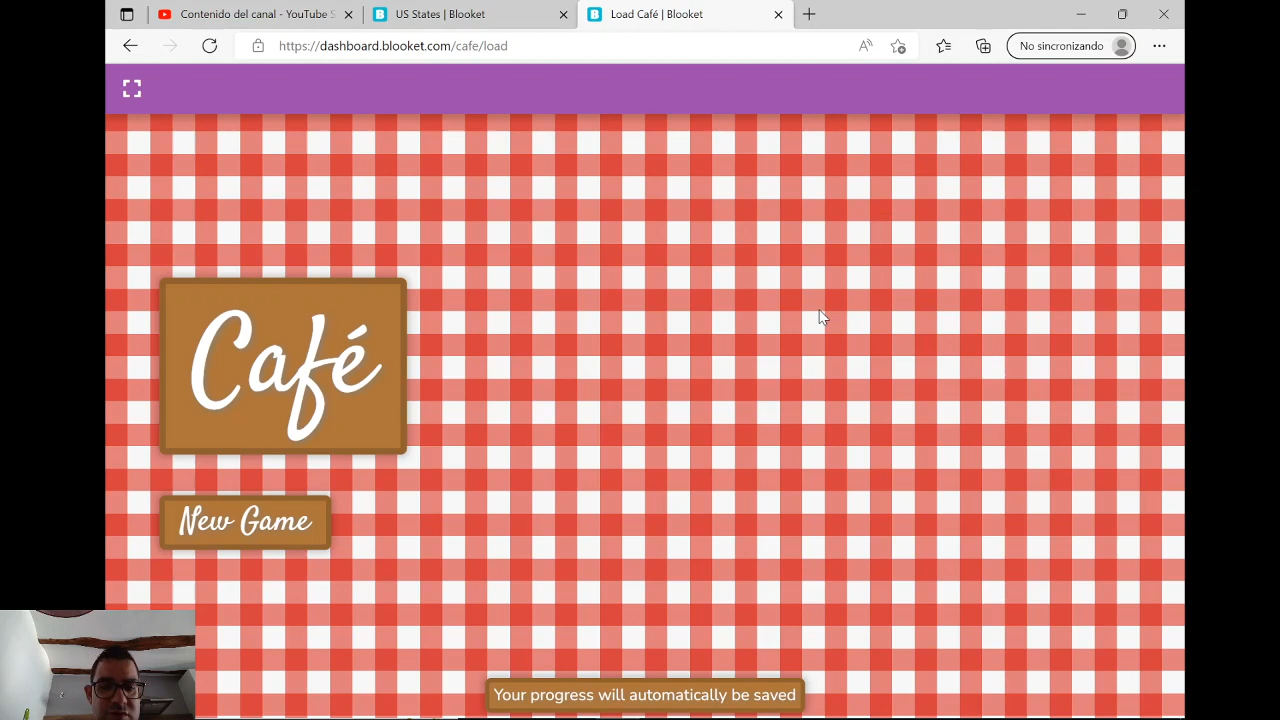 Contenido del canal - YouTube S
US States | Blooket
Load Café | Blooket
https://dashboard.blooket.com/cafe/load
No sincronizando
Café
New Game
Your progress will automatically be saved